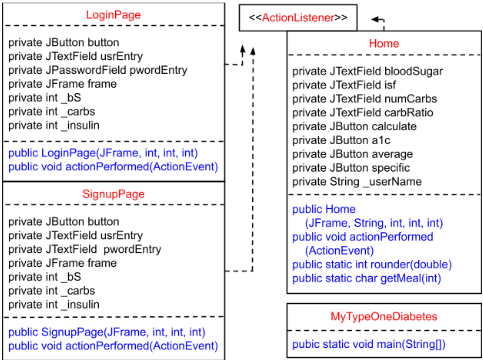 LoginPage
private JButton button
private JTextField usrEntry
private JPasswordField pwordEntry
private JFrame frame
private int _bS
private int _carbs
private int _insulin
public LoginPage(JFrame, int, int, int)
public void actionPerformed(ActionEvent)
SignupPage
private JButton button
private JTextField usrEntry
private JTextField pwordEntry
private JFrame frame
private int _bS
private int _carbs
private int _insulin
public SignupPage(JFrame, int, int, int)
public void actionPerformed(ActionEvent)
<<ActionListener>>
Home
private JTextField bloodSugar
private JTextField isf
private JTextField numCarbs
private JTextField carbRatio
private JButton calculate
private JButton a1c
private JButton average
private JButton specific
private String _userName
public Home
(JFrame, String, int, int, int)
public void actionPerformed
(ActionEvent)
public static int rounder(double)
public static char getMeal(int)
MyTypeOneDiabetes
public static void main(String[])